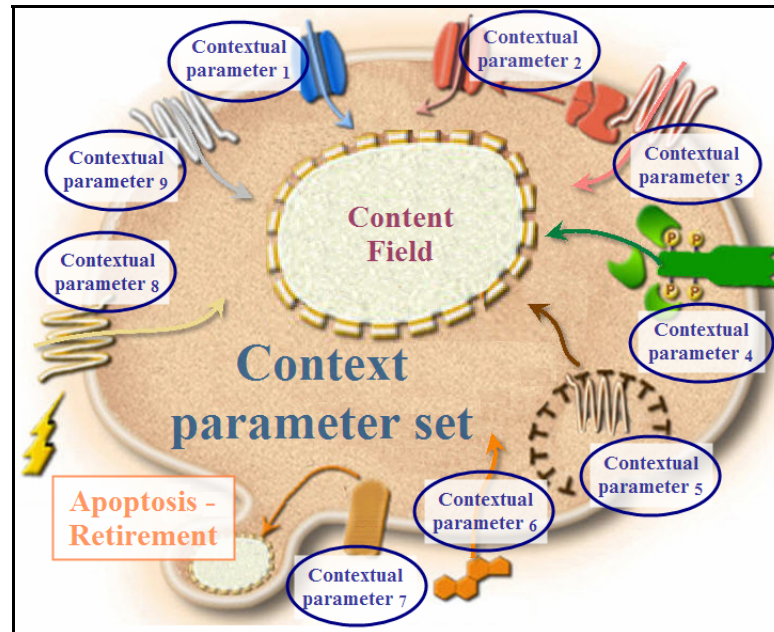 Contextual
parameter 1
Contextual
parameter 2
Contextual
parameter 9
Contextual
parameter 3
Content
Field
Contextual
parameter 8
P P
P P
Contextual
parameter 4
Context
parameter set
Contextual
parameter 5
Apoptosis -
Retirement
Contextual
parameter 6
Contextual
parameter 7